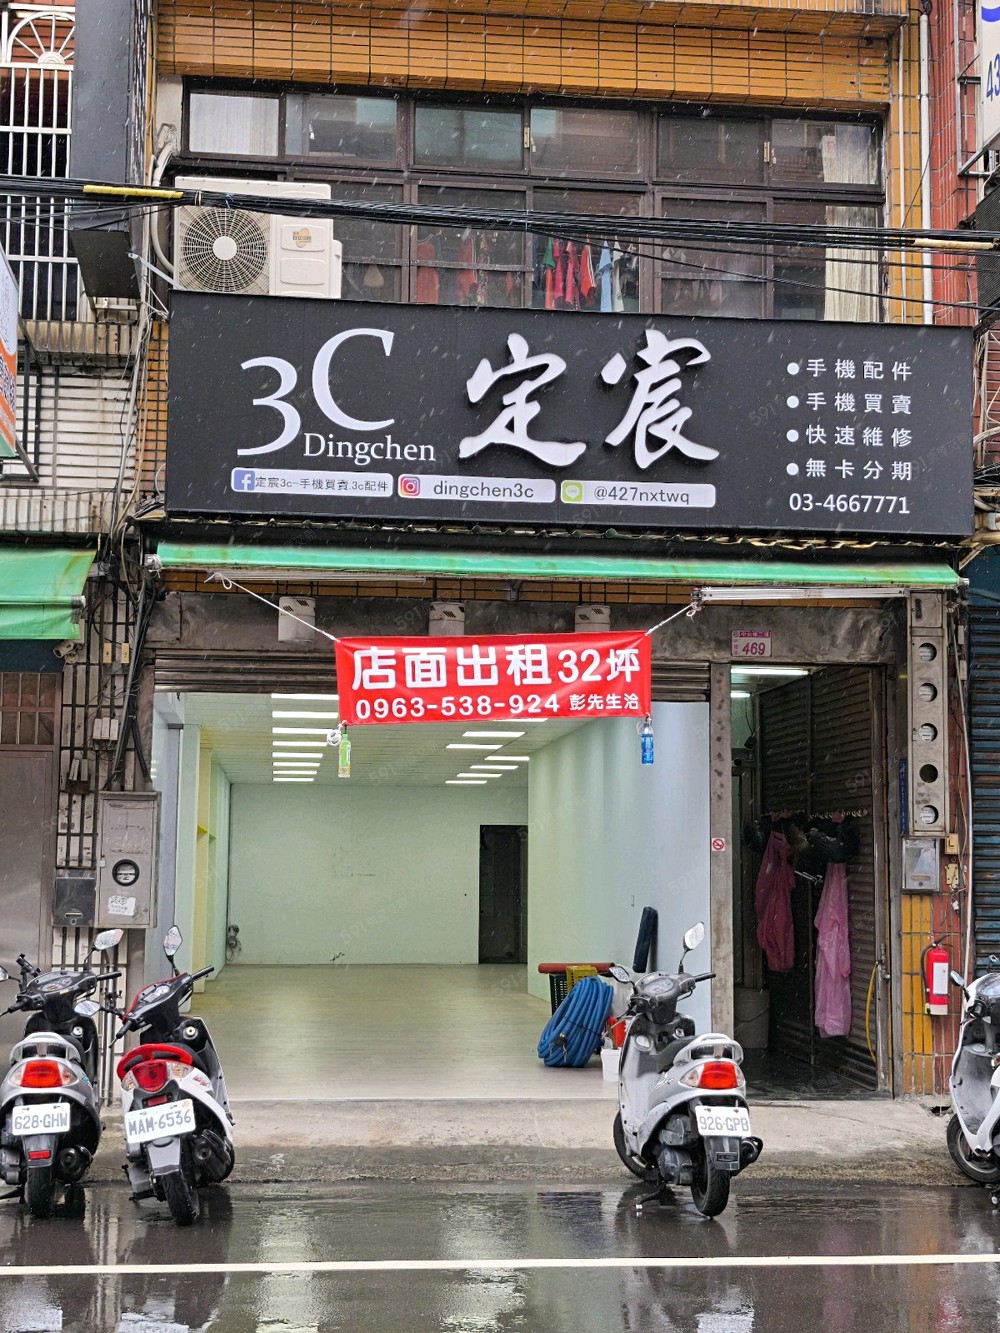 3C
Dingchen
定宸
手機配件
手機買賣
快速維修
無卡分期
03-4667771
定宸3c-手機買賣.3c配件
dingchen3c
@427nxtwq
店面出租32坪
0963-538-924 彭先生洽
469
628-GHW
MAM-6536
926-GPB
43